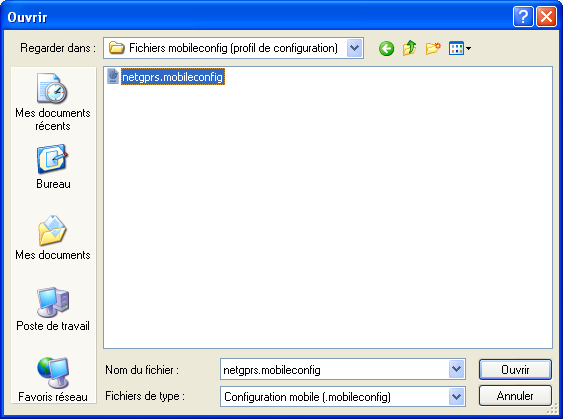 Ouvrir
Regarder dans :
Fichiers mobileconfig (profil de configuration)
netgprs.mobileconfig
Mes documents
récents
Bureau
Mes documents
Poste de travail
Favoris réseau
Nom du fichier :
netgprs.mobileconfig
Ouvrir
Fichiers de type :
Configuration mobile (.mobileconfig)
Annuler